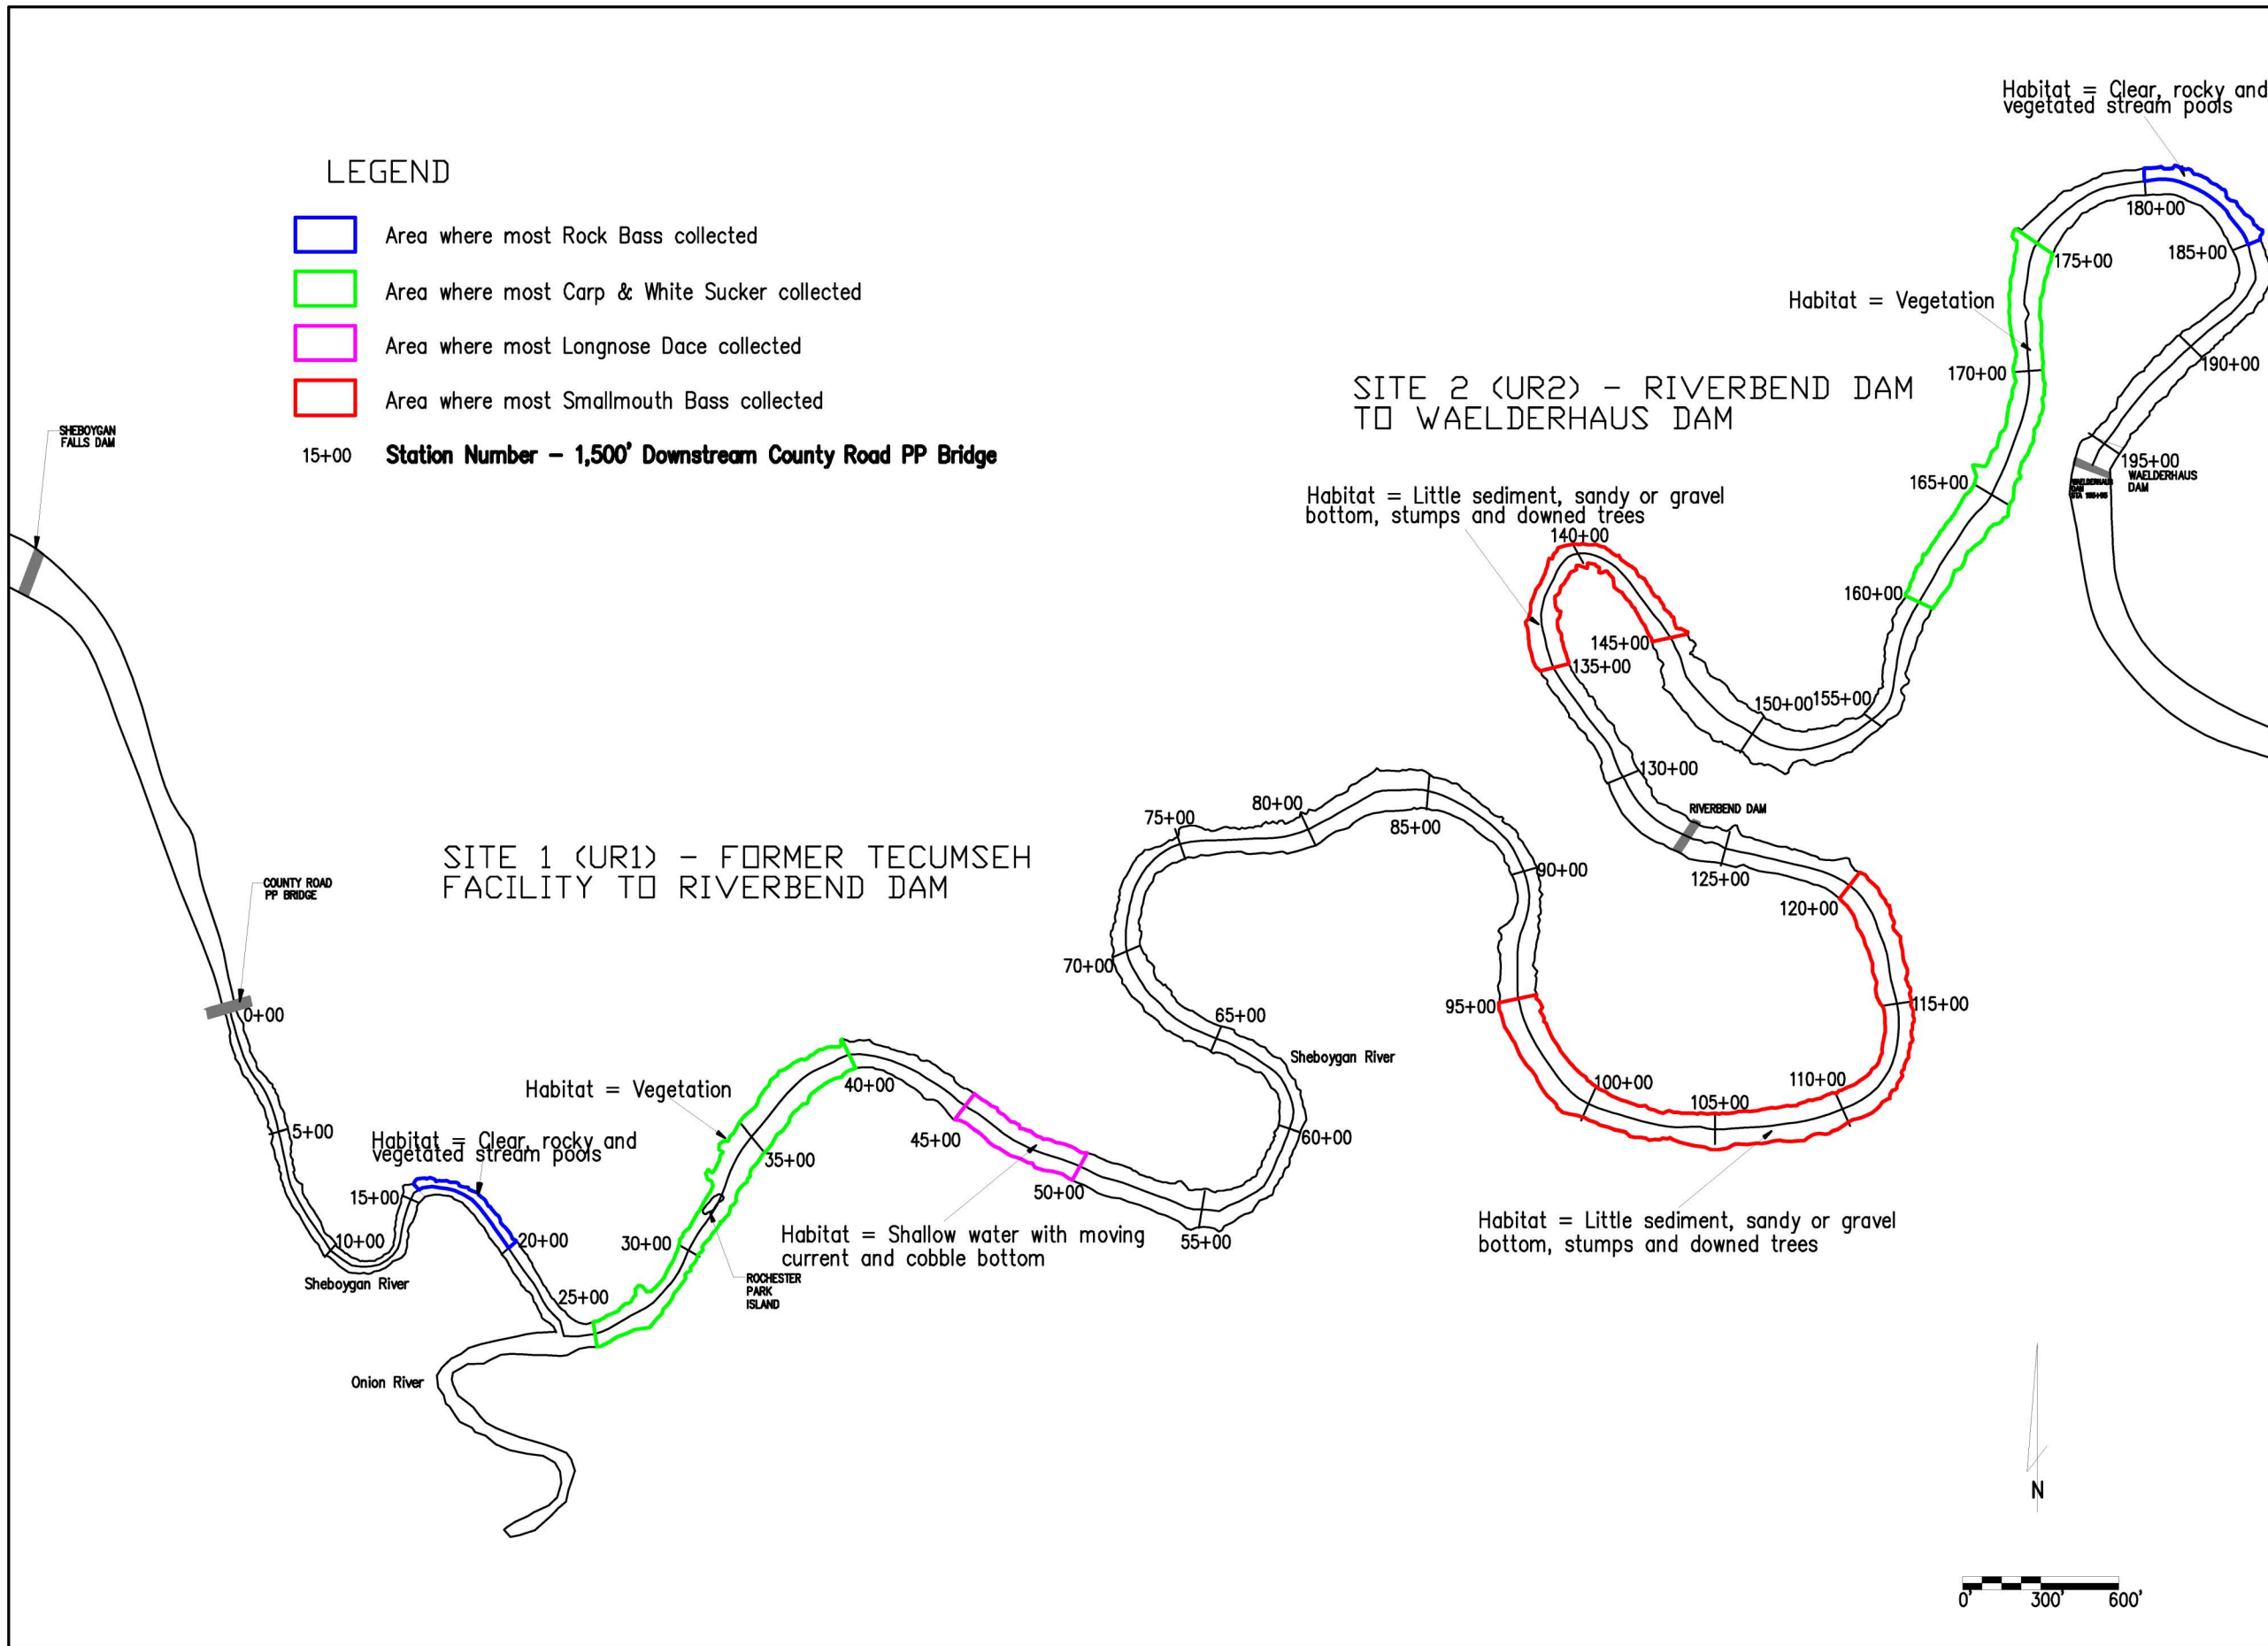 LEGEND
Area where most Rock Bass collected
Area where most Carp & White Sucker collected
Area where most Longnose Dace collected
Area where most Smallmouth Bass collected
15+00 Station Number – 1,500' Downstream County Road PP Bridge
SHEBOYGAN
FALLS DAM
COUNTY ROAD
PP BRIDGE
SITE 1 (UR1) – FORMER TECUMSEH
FACILITY TO RIVERBEND DAM
SITE 2 (UR2) – RIVERBEND DAM
TO WAELDERHAUS DAM
0+00
5+00
10+00
Sheboygan River
15+00
Habitat = Clear, rocky and
vegetated stream pools
20+00
25+00
Onion River
30+00
ROCHESTER
PARK
ISLAND
Habitat = Vegetation
35+00
40+00
45+00
50+00
Habitat = Shallow water with moving
current and cobble bottom
55+00
60+00
Sheboygan River
65+00
70+00
75+00
80+00
85+00
90+00
95+00
100+00
105+00
110+00
115+00
120+00
Habitat = Little sediment, sandy or gravel
bottom, stumps and downed trees
125+00
RIVERBEND DAM
130+00
135+00
140+00
145+00
Habitat = Little sediment, sandy or gravel
bottom, stumps and downed trees
150+00
155+00
160+00
165+00
170+00
175+00
Habitat = Vegetation
180+00
185+00
Habitat = Clear, rocky and
vegetated stream pools
190+00
195+00
WAELDERHAUS
DAM
WAELDERHAUS
DAM
N
0' 300' 600'